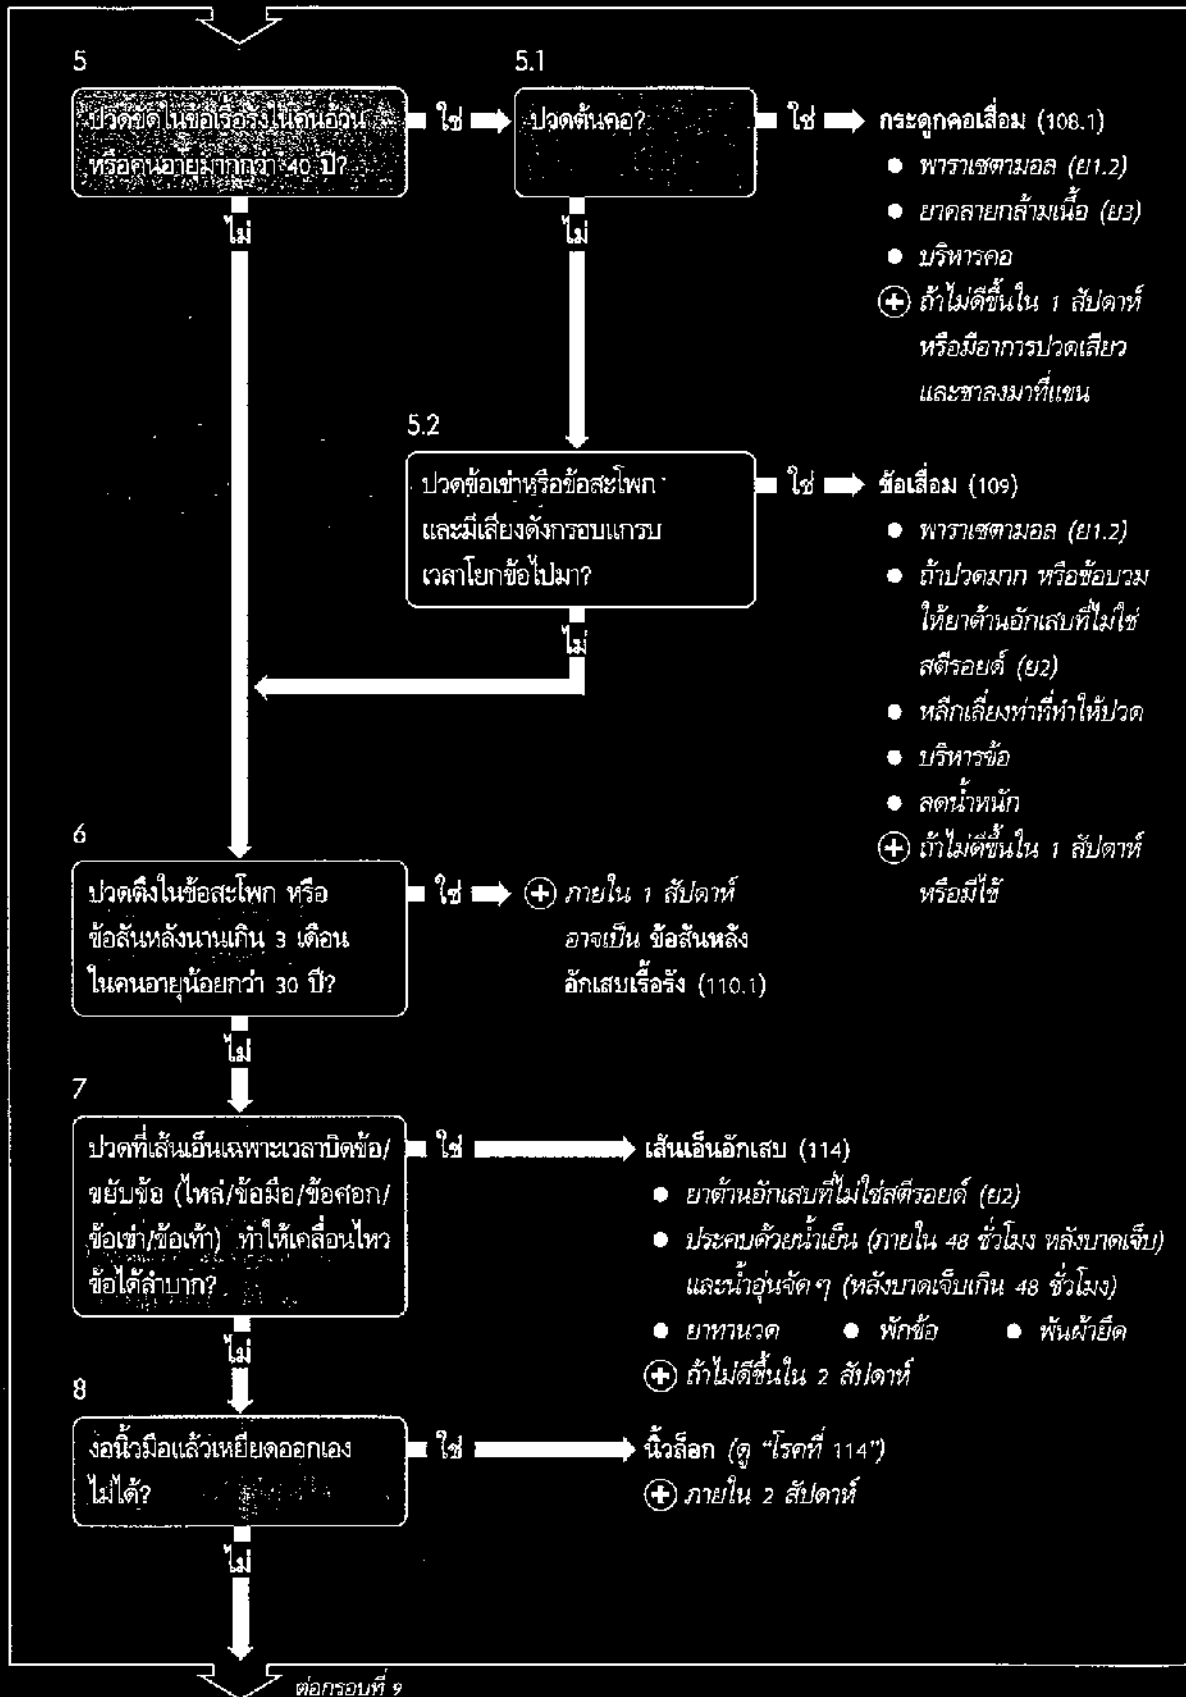 5
ปวดขัดในข้อเรื้อรังในคนอ้วน
หรือคนอายุมากกว่า 40 ปี?
ใช่
ไม่
5.1
ปวดต้นคอ?
ใช่
ไม่
กระดูกคอเสื่อม (108.1)
● พาราเซตามอล (ย1.2)
● ยาคลายกล้ามเนื้อ (ย3)
● บริหารคอ
⊕ ถ้าไม่ดีขึ้นใน 1 สัปดาห์
หรือมีอาการปวดเสียว
และชาลงมาที่แขน
5.2
ปวดข้อเข่าหรือข้อสะโพก
และมีเสียงดังกรอบแกรบ
เวลาโยกข้อไปมา?
ใช่
ไม่
ข้อเสื่อม (109)
● พาราเซตามอล (ย1.2)
● ถ้าปวดมาก หรือข้อบวม
ให้ยาต้านอักเสบที่ไม่ใช่
สตีรอยด์ (ย2)
● หลีกเลี่ยงท่าที่ทำให้ปวด
● บริหารข้อ
● ลดน้ำหนัก
⊕ ถ้าไม่ดีขึ้นใน 1 สัปดาห์
หรือมีไข้
6
ปวดตึงในข้อสะโพก หรือ
ข้อสันหลังนานเกิน 3 เดือน
ในคนอายุน้อยกว่า 30 ปี?
ใช่
ไม่
⊕ ภายใน 1 สัปดาห์
อาจเป็น ข้อสันหลัง
อักเสบเรื้อรัง (110.1)
7
ปวดที่เส้นเอ็นเฉพาะเวลาบิดข้อ/
ขยับข้อ (ไหล่/ข้อมือ/ข้อศอก/
ข้อเข่า/ข้อเท้า) ทำให้เคลื่อนไหว
ข้อได้ลำบาก?
ใช่
ไม่
เส้นเอ็นอักเสบ (114)
● ยาต้านอักเสบที่ไม่ใช่สตีรอยด์ (ย2)
● ประคบด้วยน้ำเย็น (ภายใน 48 ชั่วโมง หลังบาดเจ็บ)
และน้ำอุ่นจัดๆ (หลังบาดเจ็บเกิน 48 ชั่วโมง)
● ยาทานวด ● พักข้อ ● พันผ้ายืด
⊕ ถ้าไม่ดีขึ้นใน 2 สัปดาห์
8
งอนิ้วมือแล้วเหยียดออกเอง
ไม่ได้?
ใช่
ไม่
นิ้วล็อก (ดู "โรคที่ 114")
⊕ ภายใน 2 สัปดาห์
ต่อกรอบที่ 9